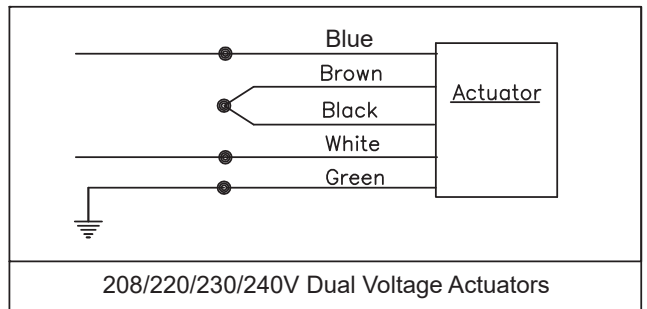 Blue
Brown
Actuator
Black
White
Green
208/220/230/240V Dual Voltage Actuators